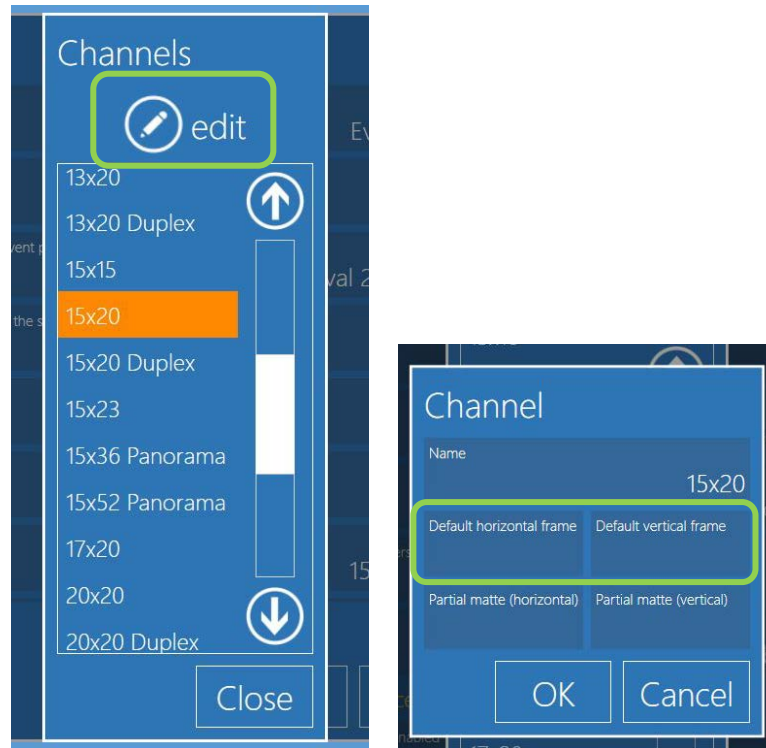 Channels
edit
13x20
13x20 Duplex
15x15
15x20
15x20 Duplex
15x23
15x36 Panorama
15x52 Panorama
17x20
20x20
20x20 Duplex
Close
Channel
Name
15x20
Default horizontal frame Default vertical frame
Partial matte (horizontal) Partial matte (vertical)
OK Cancel